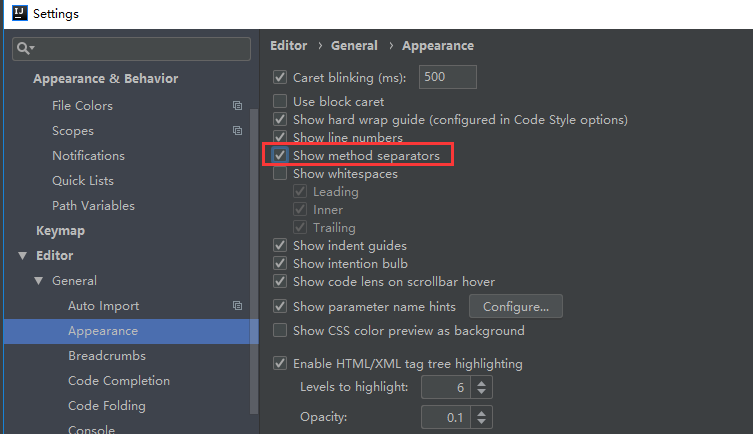 IJ Settings
Appearance & Behavior
File Colors
Scopes
Notifications
Quick Lists
Path Variables
Keymap
Editor
General
Auto Import
Appearance
Breadcrumbs
Code Completion
Code Folding
Console
Editor › General › Appearance
Caret blinking (ms): 500
Use block caret
Show hard wrap guide (configured in Code Style options)
Show line numbers
Show method separators
Show whitespaces
Leading
Inner
Trailing
Show indent guides
Show intention bulb
Show code lens on scrollbar hover
Show parameter name hints Configure...
Show CSS color preview as background
Enable HTML/XML tag tree highlighting
Levels to highlight: 6
Opacity: 0.1